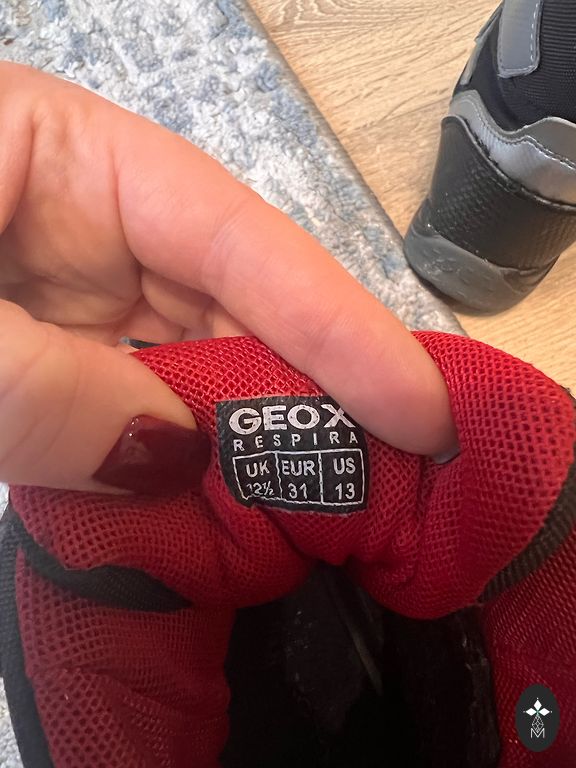 GEOX
RESPIRA
UK EUR US
12½ 31 13
M